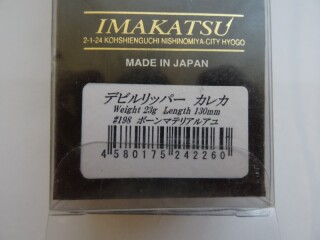 IMAKATSU
2-1-24 KOHSHIENGUCHI NISHINOMIYA-CITY HYOGO
MADE IN JAPAN
デビルリッパー カレカ
Weight 23g Length 130mm
#198 ボーンマテリアルアユ
4 580175 242260